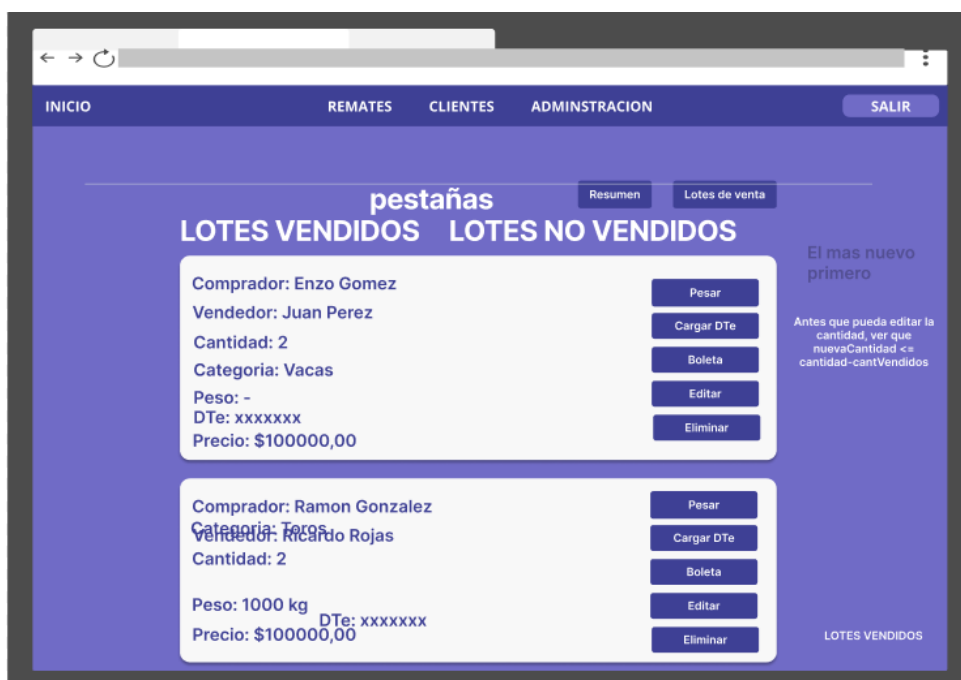 INICIO REMATES CLIENTES ADMINSTRACION SALIR
pestañas Resumen Lotes de venta
LOTES VENDIDOS LOTES NO VENDIDOS
El mas nuevo
primero
Antes que pueda editar la
cantidad, ver que
nuevaCantidad <=
cantidad-cantVendidos
Comprador: Enzo Gomez
Vendedor: Juan Perez
Cantidad: 2
Categoria: Vacas
Peso: -
DTe: xxxxxxx
Precio: $100000,00
Pesar
Cargar DTe
Boleta
Editar
Eliminar
Comprador: Ramon Gonzalez
Categoria: Toros
Vendedor: Ricardo Rojas
Cantidad: 2
Peso: 1000 kg
DTe: xxxxxxx
Precio: $100000,00
Pesar
Cargar DTe
Boleta
Editar
Eliminar
LOTES VENDIDOS